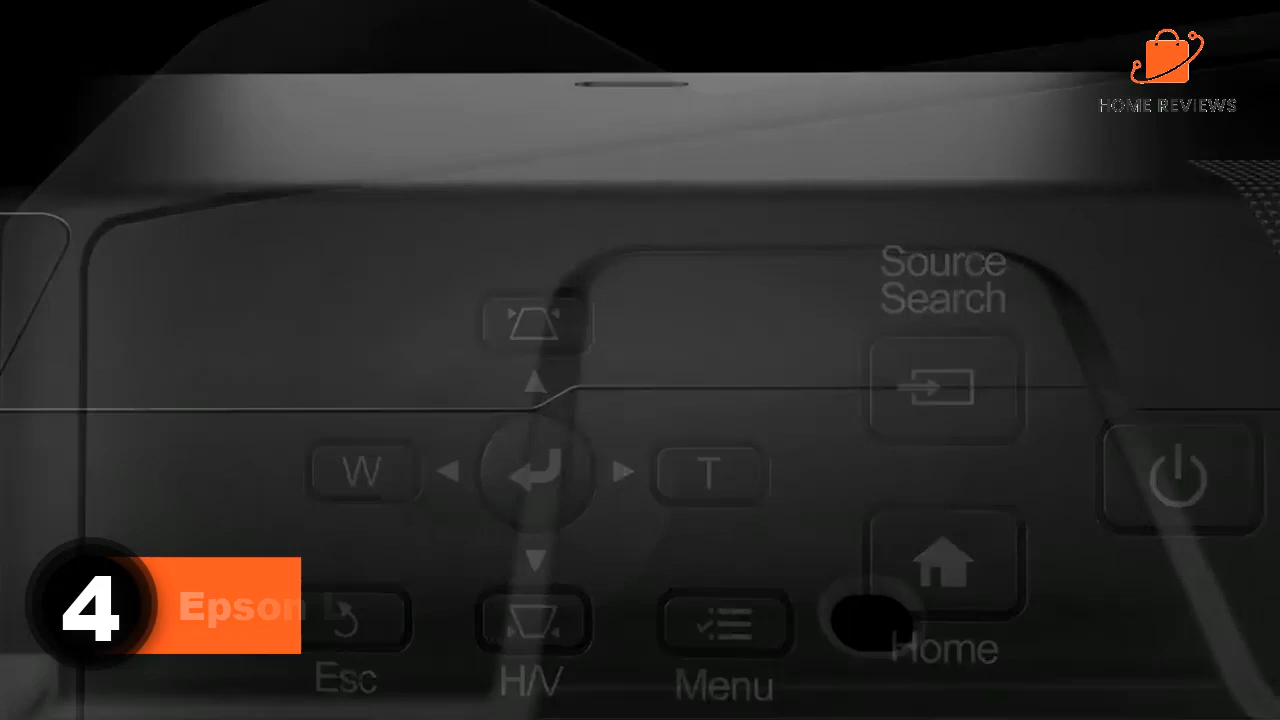 HOME REVIEWS
Source
Search
W
T
4
Epson L
Esc
H/V
Menu
Home